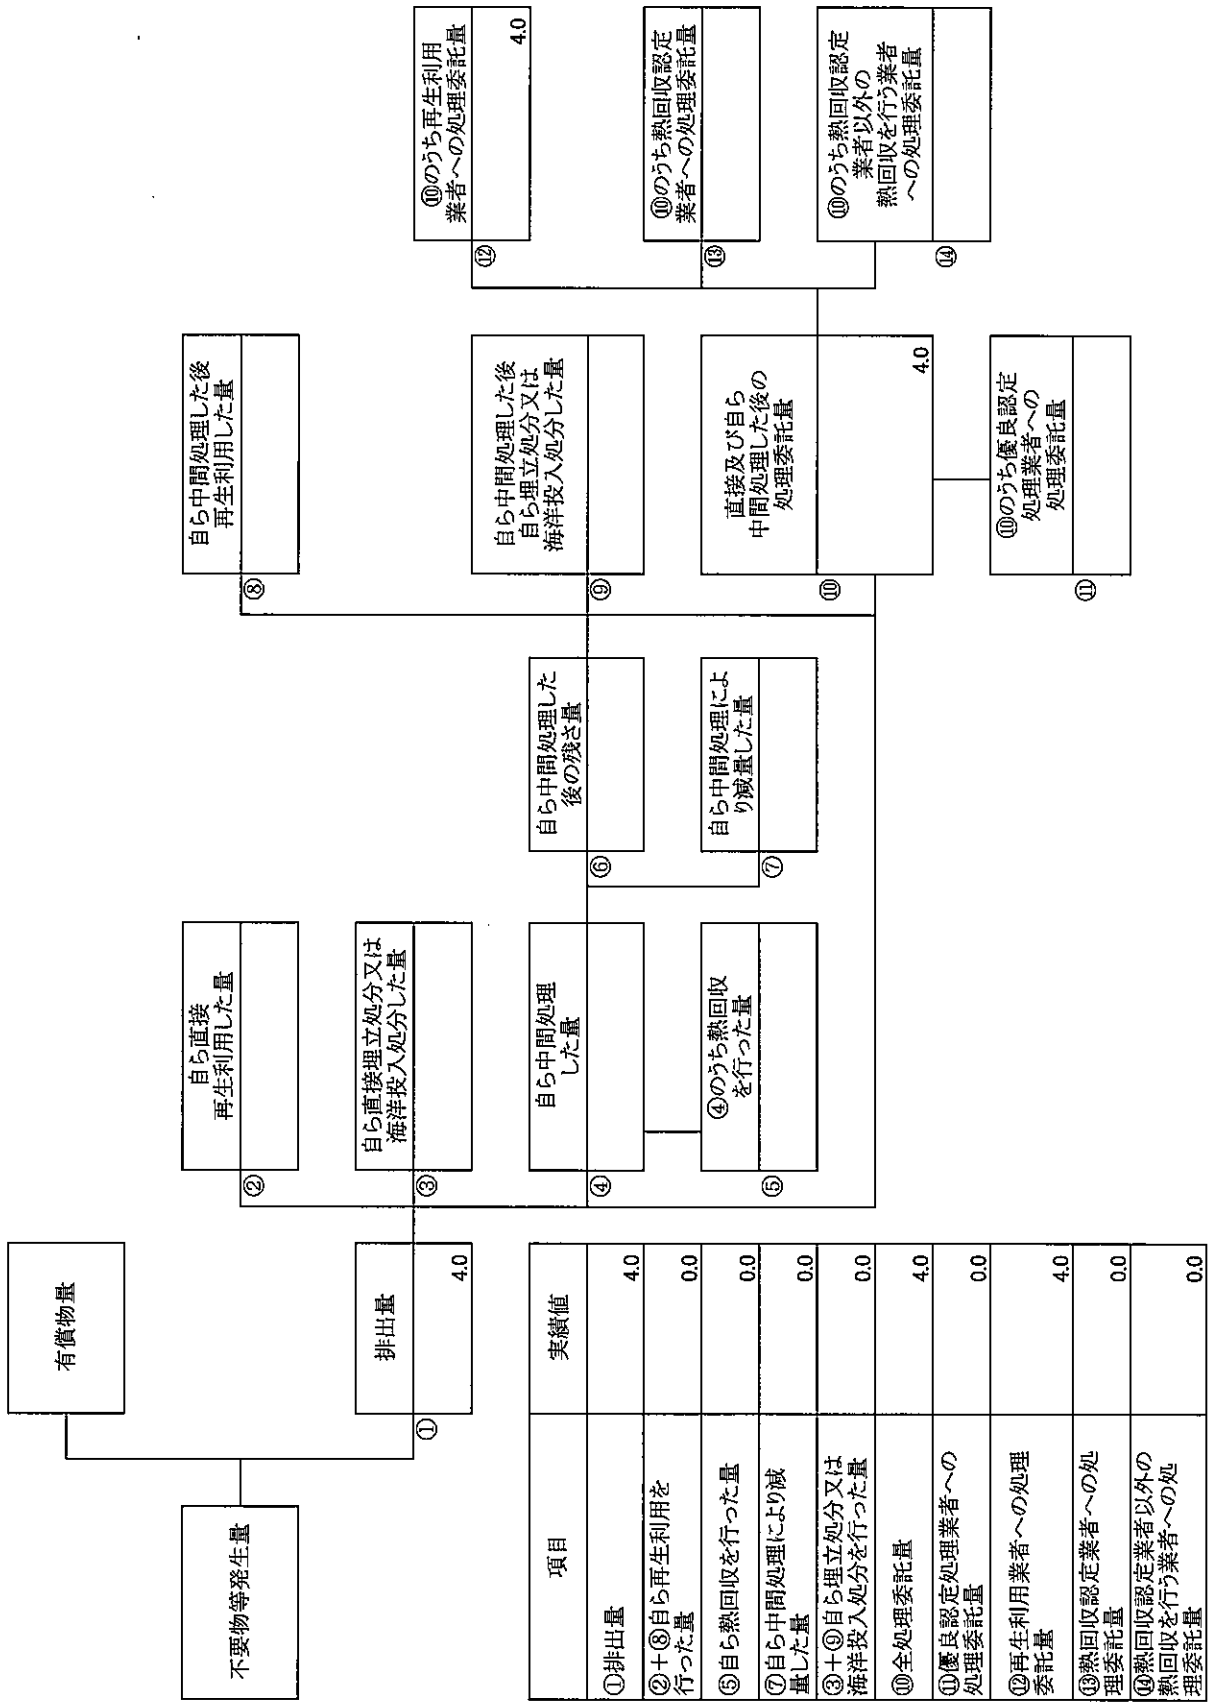 不要物等発生量
有償物量
①
排出量
4.0
②
自ら直接
再生利用した量
③
自ら直接埋立処分又は
海洋投入処分した量
④
自ら中間処理
した量
⑤
④のうち熱回収
を行った量
⑥
自ら中間処理した
後の残さ量
⑦
自ら中間処理によ
り減量した量
⑧
自ら中間処理した後
再生利用した量
⑨
自ら中間処理した後
自ら埋立処分又は
海洋投入処分した量
⑩
直接及び自ら
中間処理した後の
処理委託量
4.0
⑪
⑩のうち優良認定
処理業者への
処理委託量
⑫
⑩のうち再生利用
業者への処理委託量
4.0
⑬
⑩のうち熱回収認定
業者への処理委託量
⑭
⑩のうち熱回収認定
業者以外の
熱回収を行う業者
への処理委託量
項目 実績値
①排出量 4.0
②+⑧自ら再生利用を
行った量 0.0
⑤自ら熱回収を行った量 0.0
⑦自ら中間処理により減
量した量 0.0
③+⑨自ら埋立処分又は
海洋投入処分を行った量 0.0
⑩全処理委託量 4.0
⑪優良認定処理業者への
処理委託量 0.0
⑫再生利用業者への処理
委託量 4.0
⑬熱回収認定業者への処
理委託量 0.0
⑭熱回収認定業者以外の
熱回収を行う業者への処
理委託量 0.0